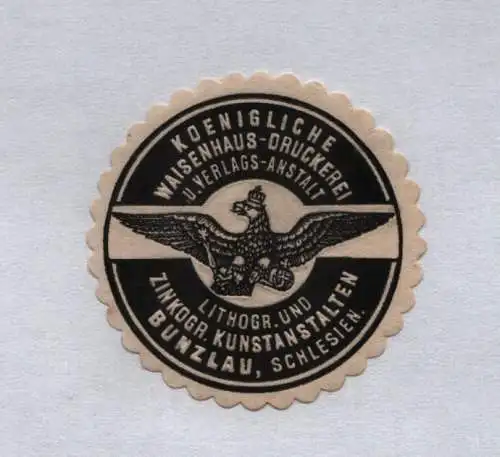 KOENIGLICHE
WAISENHAUS-DRUCKEREI
U. VERLAGS-ANSTALT
LITHOGR. UND
ZINKOGR. KUNSTANSTALTEN
BUNZLAU, SCHLESIEN.